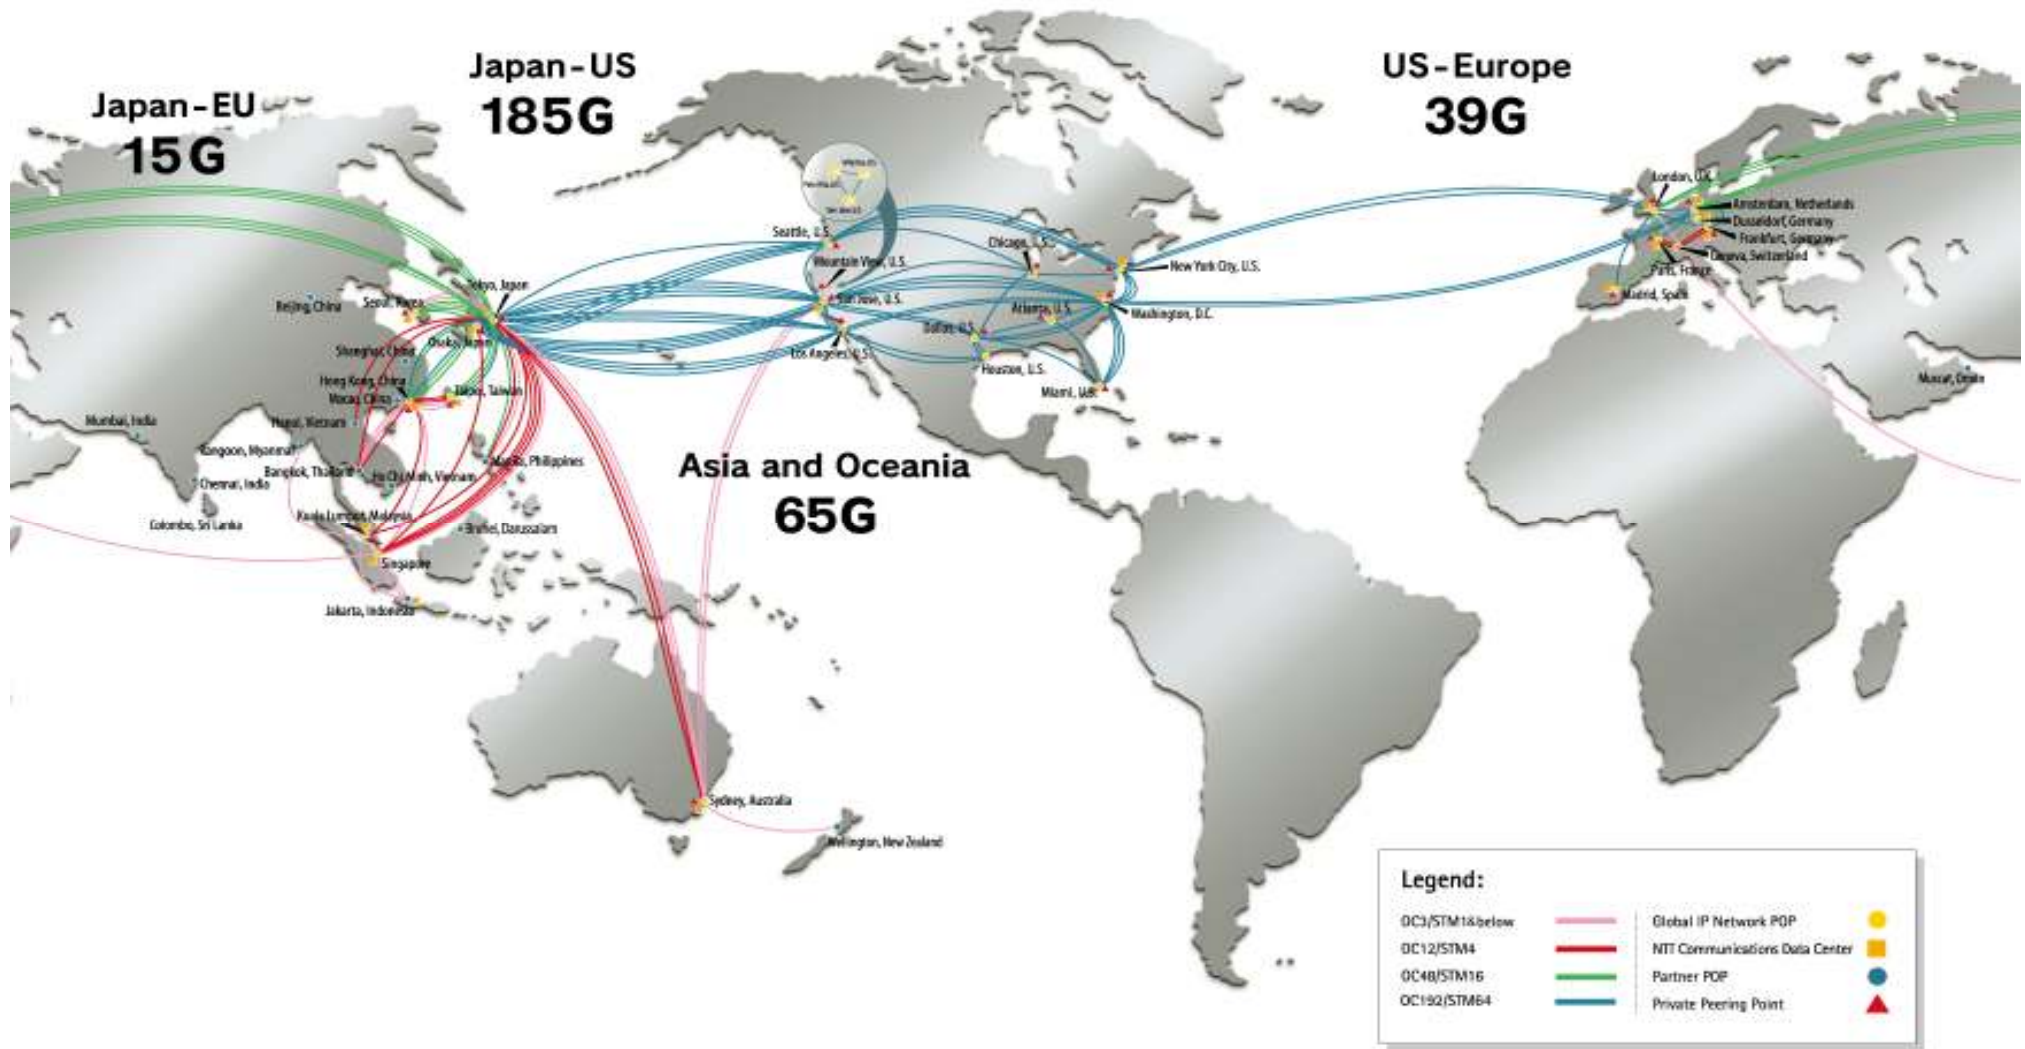 Japan-EU
15G
Japan-US
185G
US-Europe
39G
Asia and Oceania
65G
Seattle, U.S.
Mountain View, U.S.
San Jose, U.S.
Los Angeles, U.S.
Chicago, U.S.
New York City, U.S.
Atlanta, U.S.
Washington, D.C.
Dallas, U.S.
Houston, U.S.
Miami, U.S.
London, U.K.
Amsterdam, Netherlands
Dusseldorf, Germany
Frankfurt, Germany
Geneva, Switzerland
Paris, France
Madrid, Spain
Muscat, Omán
Tokyo, Japan
Beijing, China
Seoul, Korea
Osaka, Japan
Shanghai, China
Hong Kong, China
Macao, China
Taipei, Taiwan
Mumbai, India
Hanoi, Vietnam
Rangoon, Myanmar
Bangkok, Thailand
Ho Chi Minh, Vietnam
Manila, Philippines
Chennai, India
Colombo, Sri Lanka
Kuala Lumpur, Malaysia
Brunei, Darussalam
Singapore
Jakarta, Indonesia
Sydney, Australia
Wellington, New Zealand
Legend:
OC3/STM1&below
OC12/STM4
OC48/STM16
OC192/STM64
Global IP Network POP
NTT Communications Data Center
Partner POP
Private Peering Point